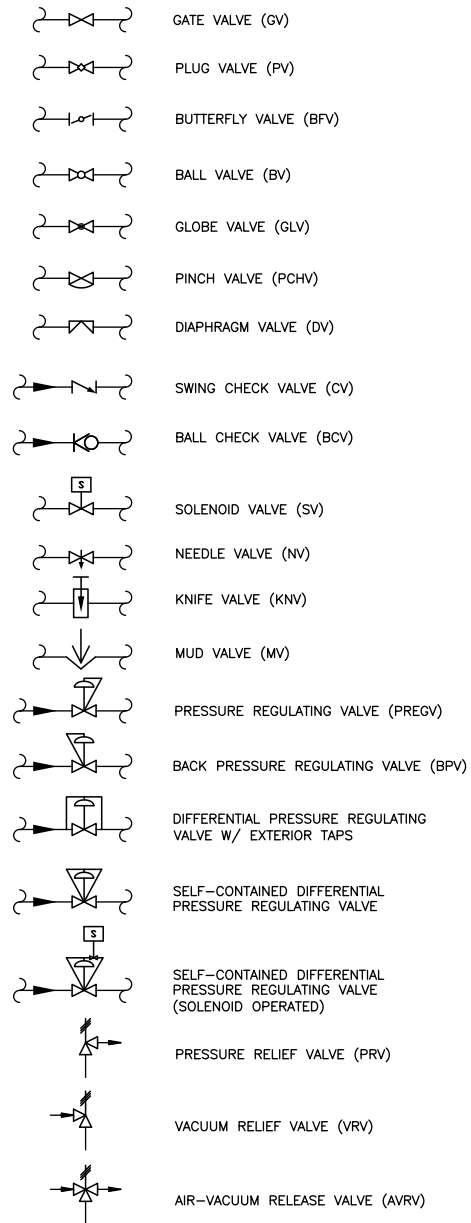 GATE VALVE (GV)
PLUG VALVE (PV)
BUTTERFLY VALVE (BFV)
BALL VALVE (BV)
GLOBE VALVE (GLV)
PINCH VALVE (PCHV)
DIAPHRAGM VALVE (DV)
SWING CHECK VALVE (CV)
BALL CHECK VALVE (BCV)
S
SOLENOID VALVE (SV)
NEEDLE VALVE (NV)
KNIFE VALVE (KNV)
MUD VALVE (MV)
PRESSURE REGULATING VALVE (PREGV)
BACK PRESSURE REGULATING VALVE (BPV)
DIFFERENTIAL PRESSURE REGULATING
VALVE W/ EXTERIOR TAPS
SELF-CONTAINED DIFFERENTIAL
PRESSURE REGULATING VALVE
S
SELF-CONTAINED DIFFERENTIAL
PRESSURE REGULATING VALVE
(SOLENOID OPERATED)
PRESSURE RELIEF VALVE (PRV)
VACUUM RELIEF VALVE (VRV)
AIR-VACUUM RELEASE VALVE (AVRV)